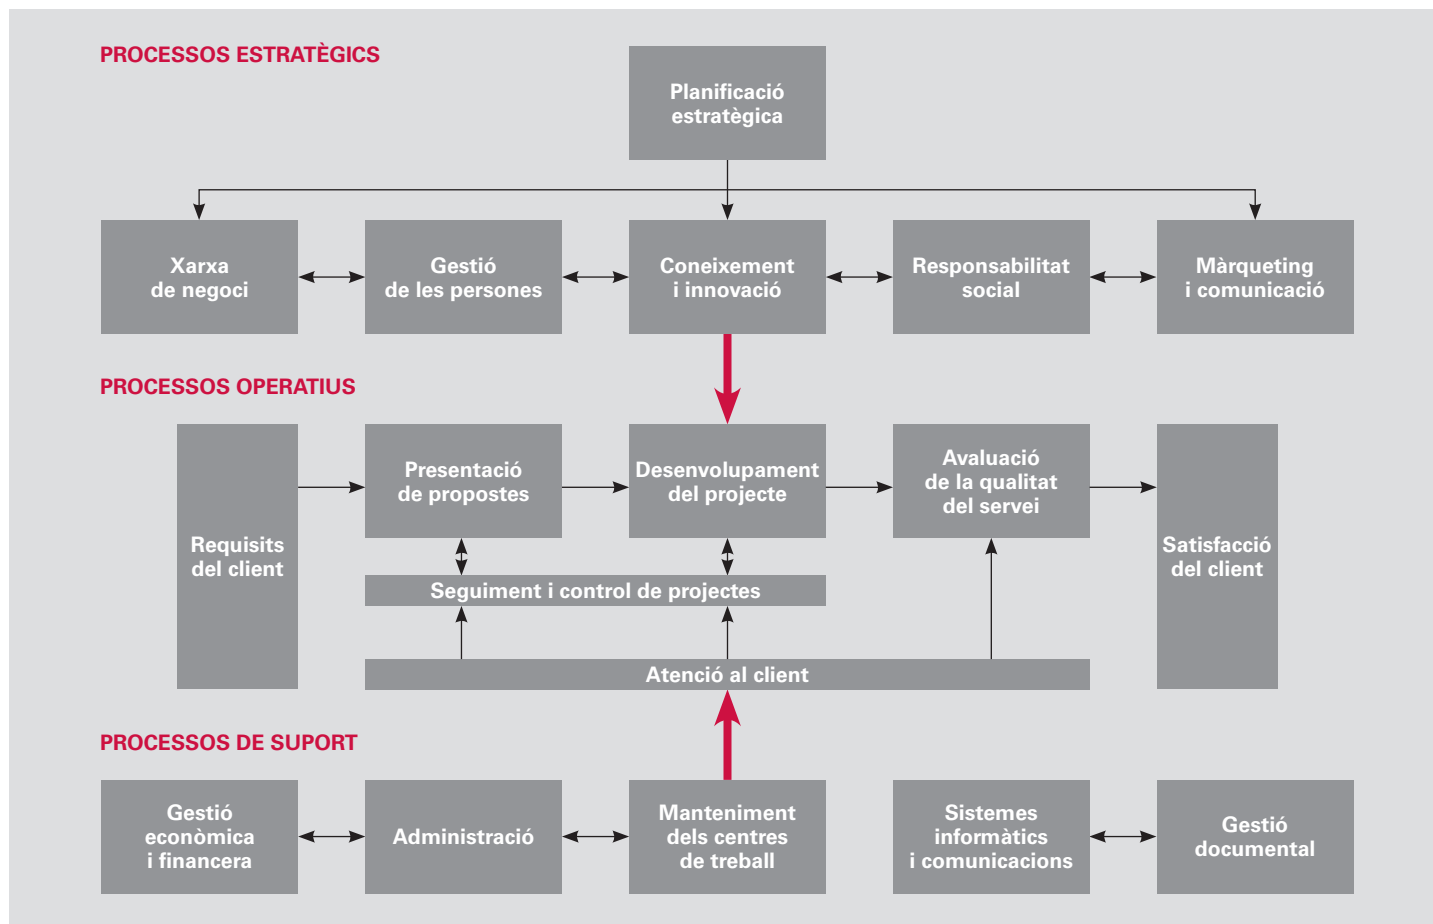 PROCESSOS ESTRATÈGICS
Planificació
estratègica
Xarxa
de negoci
Gestió
de les persones
Coneixement
i innovació
Responsabilitat
social
Màrqueting
i comunicació
PROCESSOS OPERATIUS
Requisits
del client
Presentació
de propostes
Desenvolupament
del projecte
Avaluació
de la qualitat
del servei
Satisfacció
del client
Seguiment i control de projectes
Atenció al client
PROCESSOS DE SUPORT
Gestió
econòmica
i financera
Administració
Manteniment
dels centres
de treball
Sistemes
informàtics
i comunicacions
Gestió
documental